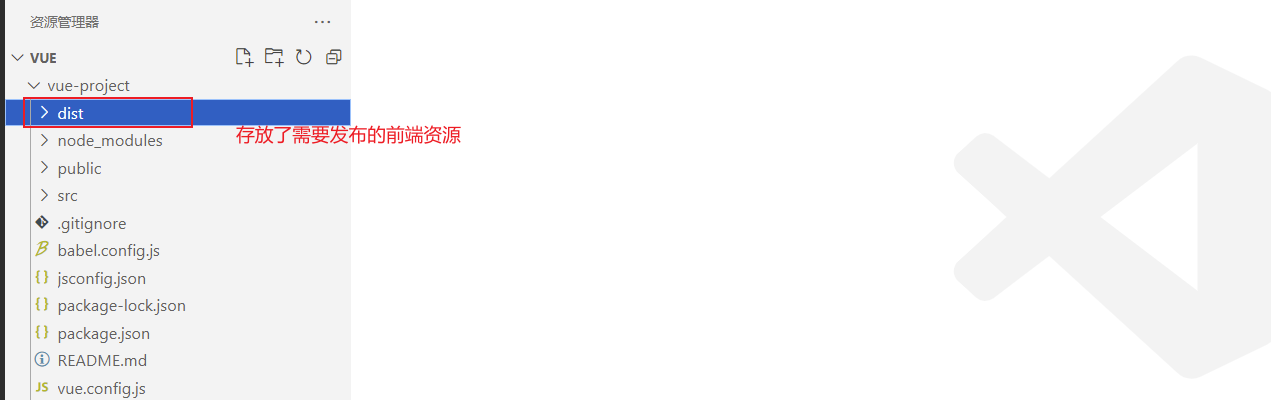 资源管理器
VUE
vue-project
dist
存放了需要发布的前端资源
node_modules
public
src
.gitignore
babel.config.js
jsconfig.json
package-lock.json
package.json
README.md
JS vue.config.js